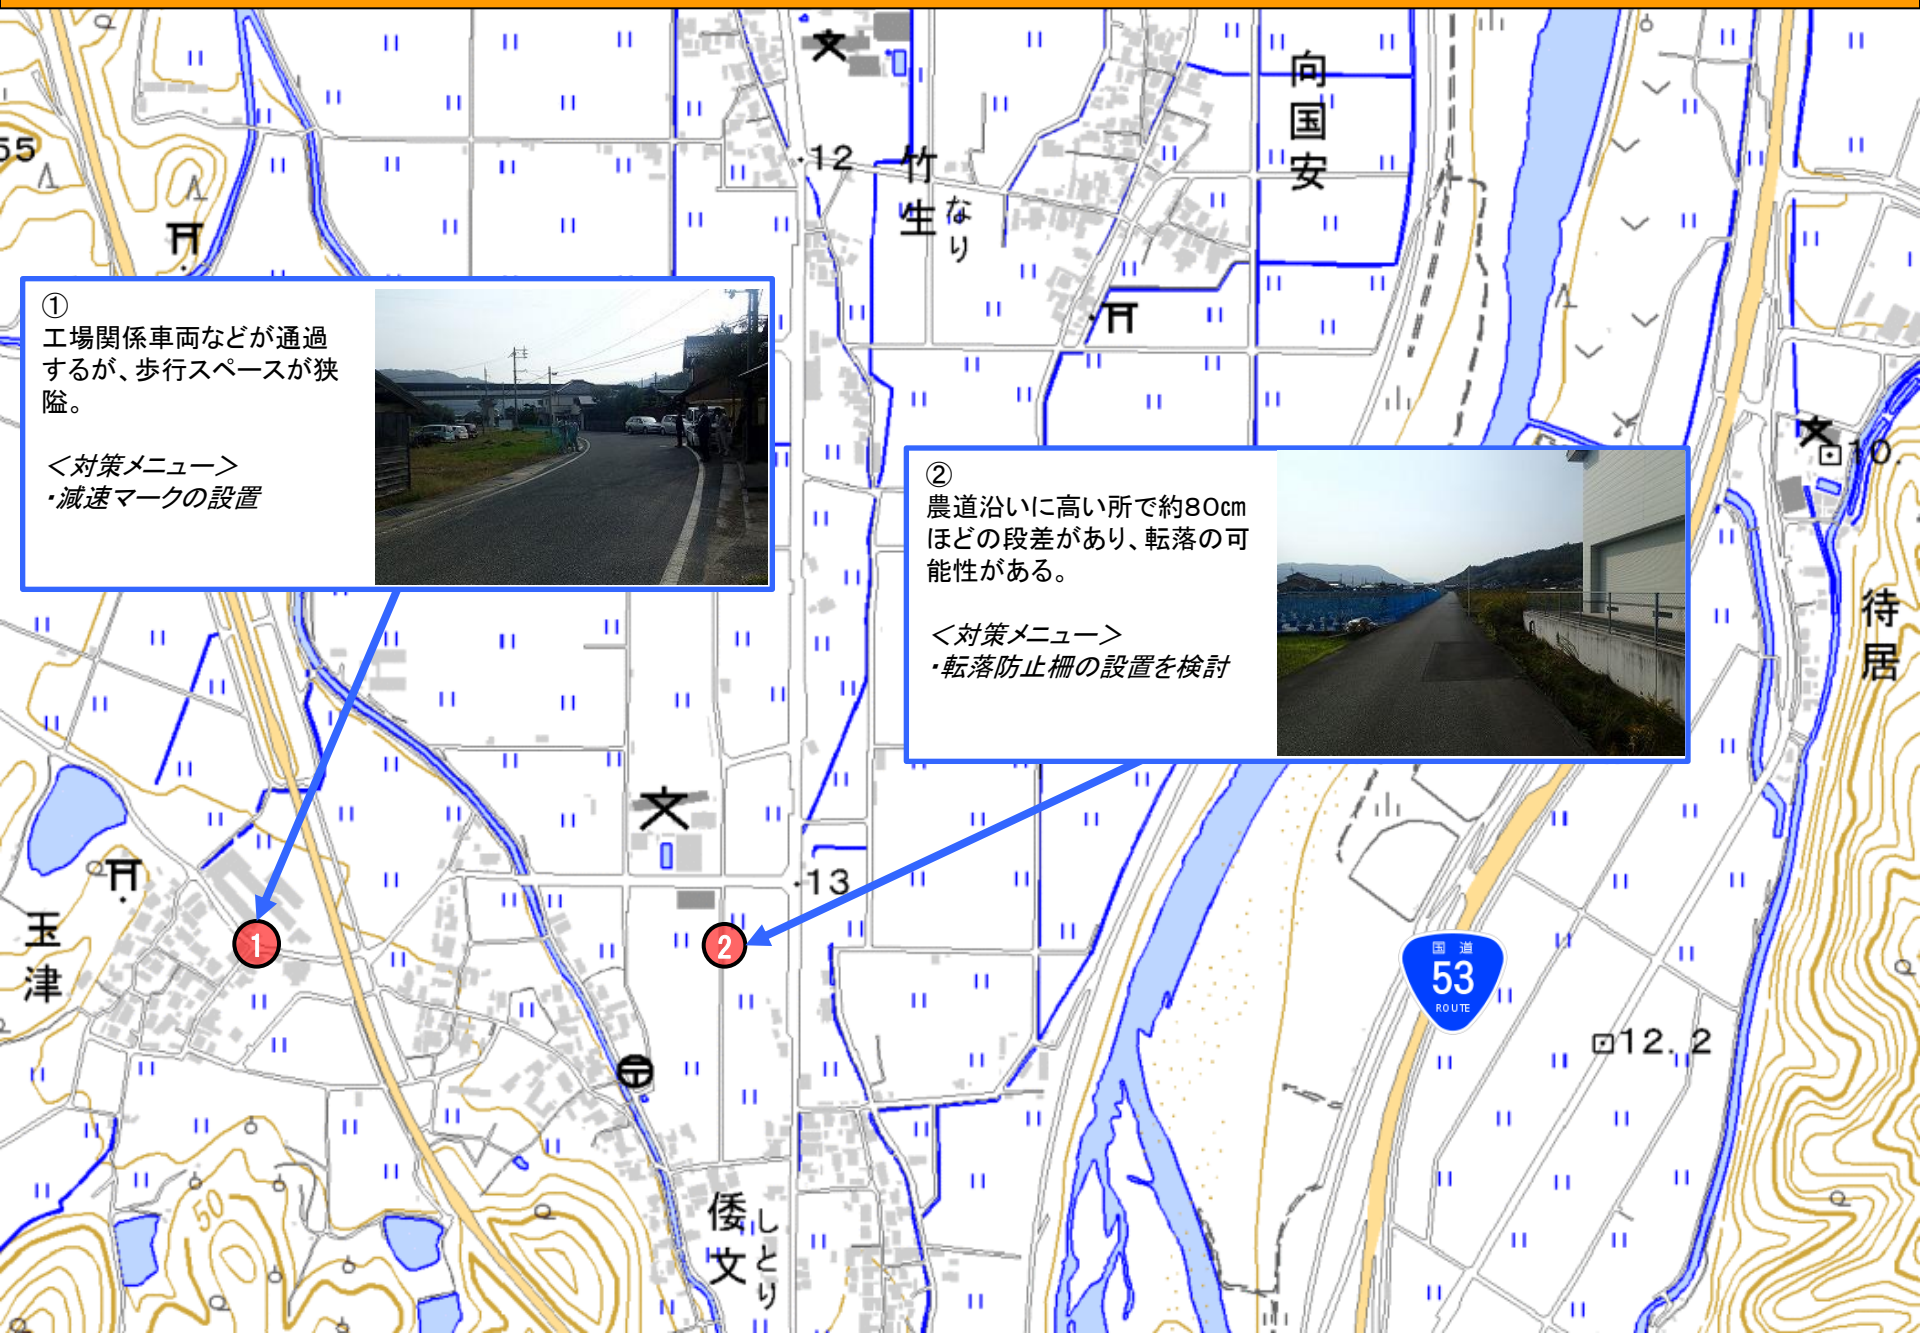 55
12
竹生
なり
向国安
①
工場関係車両などが通過
するが、歩行スペースが狭
隘。
＜対策メニュー＞
・減速マークの設置
②
農道沿いに高い所で約８０㎝
ほどの段差があり、転落の可
能性がある。
＜対策メニュー＞
・転落防止柵の設置を検討
10.
待居
13
玉津
1
2
国道
53
ROUTE
12.2
50
倭文
しとり